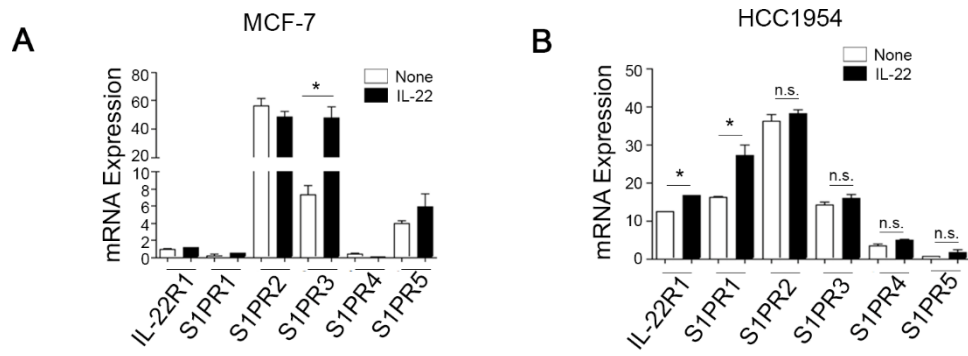 A
MCF-7
None
IL-22
mRNA Expression
80
60
40
20
10
8
6
4
2
0
*
IL-22R1
S1PR1
S1PR2
S1PR3
S1PR4
S1PR5
B
HCC1954
None
IL-22
mRNA Expression
50
40
30
20
10
0
*
*
n.s.
n.s.
n.s.
n.s.
IL-22R1
S1PR1
S1PR2
S1PR3
S1PR4
S1PR5